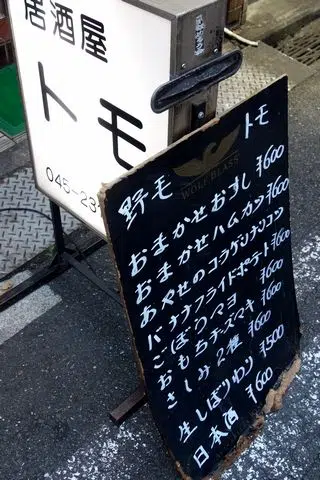 居酒屋
トモ
045-23
トモ
WOLF BLASS
野毛
おまかせおすし ¥600
おまかせハムカツ ¥600
あやせのコラゲンナンコツ
バナナフライドポテト ¥600
ごぼうマヨ ¥600
おもちチーズマキ ¥600
さしみ2種 ¥600
生しぼりわり ¥500
日本酒 ¥600